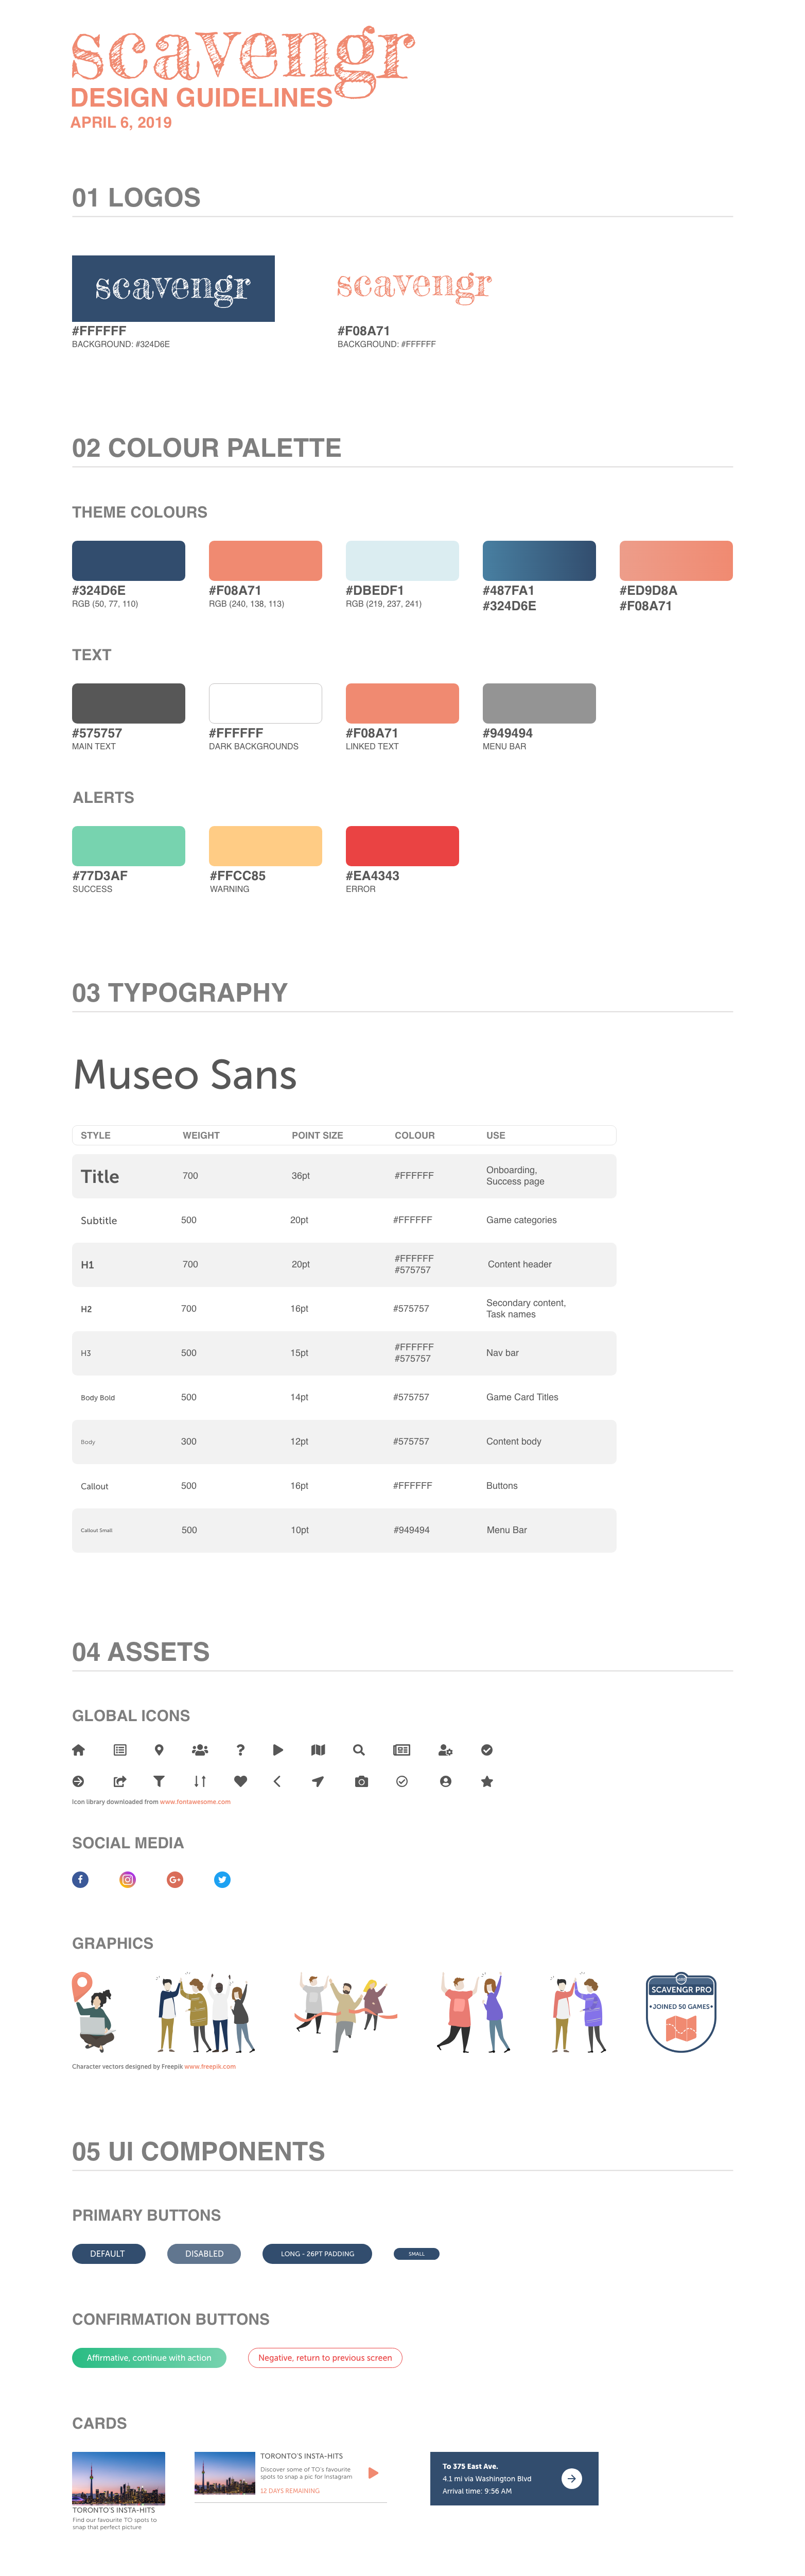 scavengr
DESIGN GUIDELINES
APRIL 6, 2019
01 LOGOS
scavengr
#FFFFFF
BACKGROUND: #324D6E
scavengr
#F08A71
BACKGROUND: #FFFFFF
02 COLOUR PALETTE
THEME COLOURS
#324D6E
RGB (50, 77, 110)
#F08A71
RGB (240, 138, 113)
#DBEDF1
RGB (219, 237, 241)
#487FA1
#324D6E
#ED9D8A
#F08A71
TEXT
#575757
MAIN TEXT
#FFFFFF
DARK BACKGROUNDS
#F08A71
LINKED TEXT
#949494
MENU BAR
ALERTS
#77D3AF
SUCCESS
#FFCC85
WARNING
#EA4343
ERROR
03 TYPOGRAPHY
Museo Sans
STYLE WEIGHT POINT SIZE COLOUR USE
Title 700 36pt #FFFFFF Onboarding,
Success page
Subtitle 500 20pt #FFFFFF Game categories
H1 700 20pt #FFFFFF
#575757 Content header
H2 700 16pt #575757 Secondary content,
Task names
H3 500 15pt #FFFFFF
#575757 Nav bar
Body Bold 500 14pt #575757 Game Card Titles
Body 300 12pt #575757 Content body
Callout 500 16pt #FFFFFF Buttons
Callout Small 500 10pt #949494 Menu Bar
04 ASSETS
GLOBAL ICONS
Icon library downloaded from www.fontawesome.com
SOCIAL MEDIA
GRAPHICS
SCAVENGR PRO
•JOINED 50 GAMES•
Character vectors designed by Freepik www.freepik.com
05 UI COMPONENTS
PRIMARY BUTTONS
DEFAULT
DISABLED
LONG - 26PT PADDING
SMALL
CONFIRMATION BUTTONS
Affirmative, continue with action
Negative, return to previous screen
CARDS
TORONTO'S INSTA-HITS
Find our favourite TO spots to
snap that perfect picture
TORONTO'S INSTA-HITS
Discover some of TO's favourite
spots to snap a pic for Instagram
12 DAYS REMAINING
To 375 East Ave.
4.1 mi via Washington Blvd
Arrival time: 9:56 AM